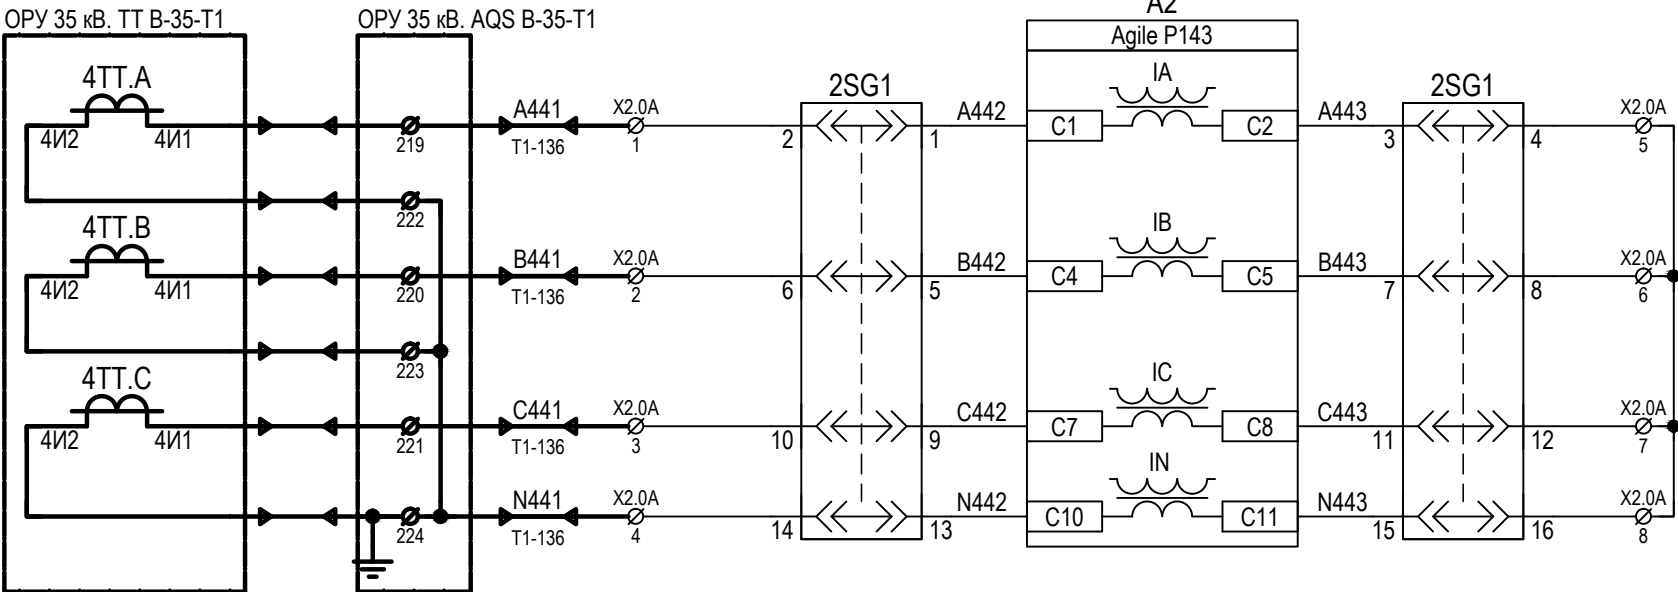 ОРУ 35 кВ. ТТ В-35-Т1
ОРУ 35 кВ. AQS В-35-Т1
A2
Agile P143
4ТТ.А
4И2
4И1
219
A441
T1-136
X2.0A
1
2SG1
2
1
A442
C1
IA
C2
A443
2SG1
3
4
X2.0A
5
222
4ТТ.В
4И2
4И1
220
B441
T1-136
X2.0A
2
6
5
B442
C4
IB
C5
B443
7
8
X2.0A
6
223
4ТТ.С
4И2
4И1
221
C441
T1-136
X2.0A
3
10
9
C442
C7
IC
C8
C443
11
12
X2.0A
7
224
N441
T1-136
X2.0A
4
14
13
N442
C10
IN
C11
N443
15
16
X2.0A
8